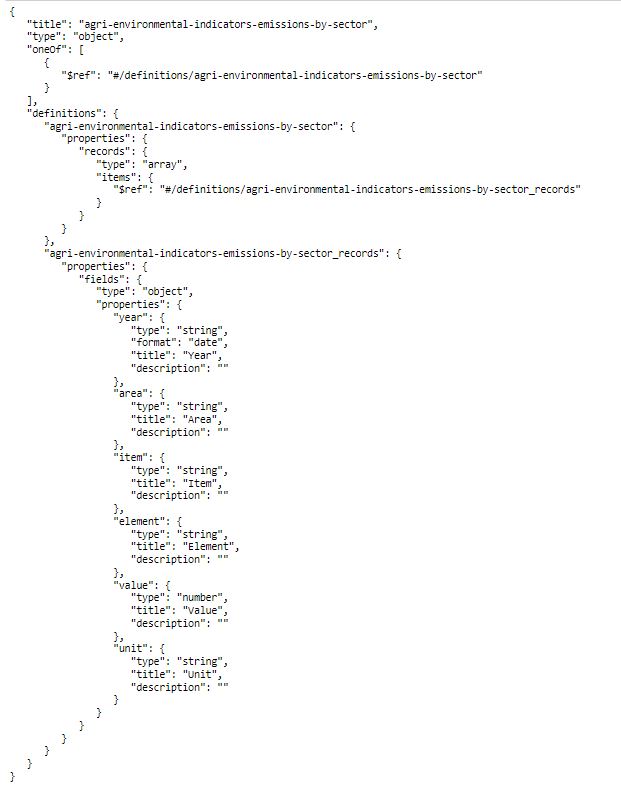 {
"title": "agri-environmental-indicators-emissions-by-sector",
"type": "object",
"oneOf": [
{
"$ref": "#/definitions/agri-environmental-indicators-emissions-by-sector"
}
],
"definitions": {
"agri-environmental-indicators-emissions-by-sector": {
"properties": {
"records": {
"type": "array",
"items": {
"$ref": "#/definitions/agri-environmental-indicators-emissions-by-sector_records"
}
}
}
},
"agri-environmental-indicators-emissions-by-sector_records": {
"properties": {
"fields": {
"type": "object",
"properties": {
"year": {
"type": "string",
"format": "date",
"title": "Year",
"description": ""
},
"area": {
"type": "string",
"title": "Area",
"description": ""
},
"item": {
"type": "string",
"title": "Item",
"description": ""
},
"element": {
"type": "string",
"title": "Element",
"description": ""
},
"value": {
"type": "number",
"title": "Value",
"description": ""
},
"unit": {
"type": "string",
"title": "Unit",
"description": ""
}
}
}
}
}
}
}